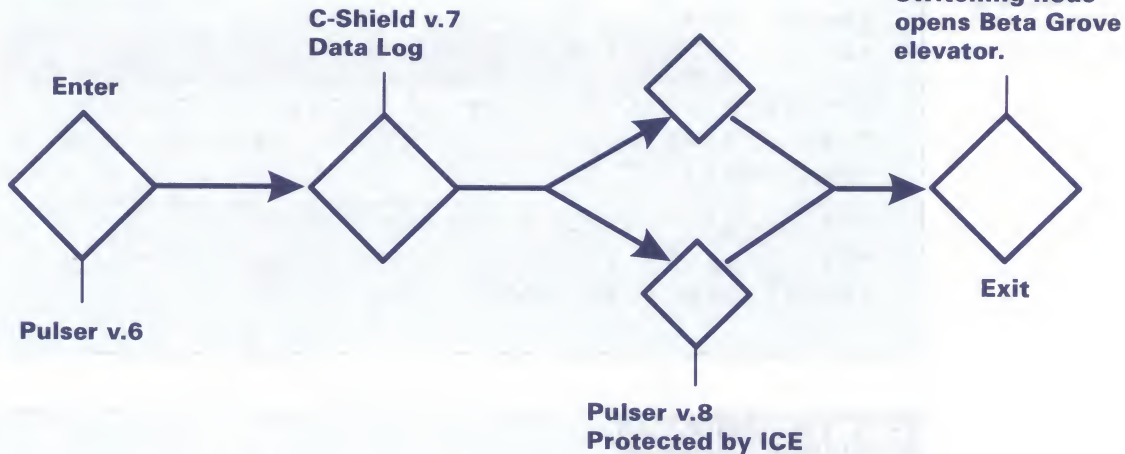 C-Shield v.7
Data Log
opens Beta Grove
elevator.
Enter
Exit
Pulser v.6
Pulser v.8
Protected by ICE